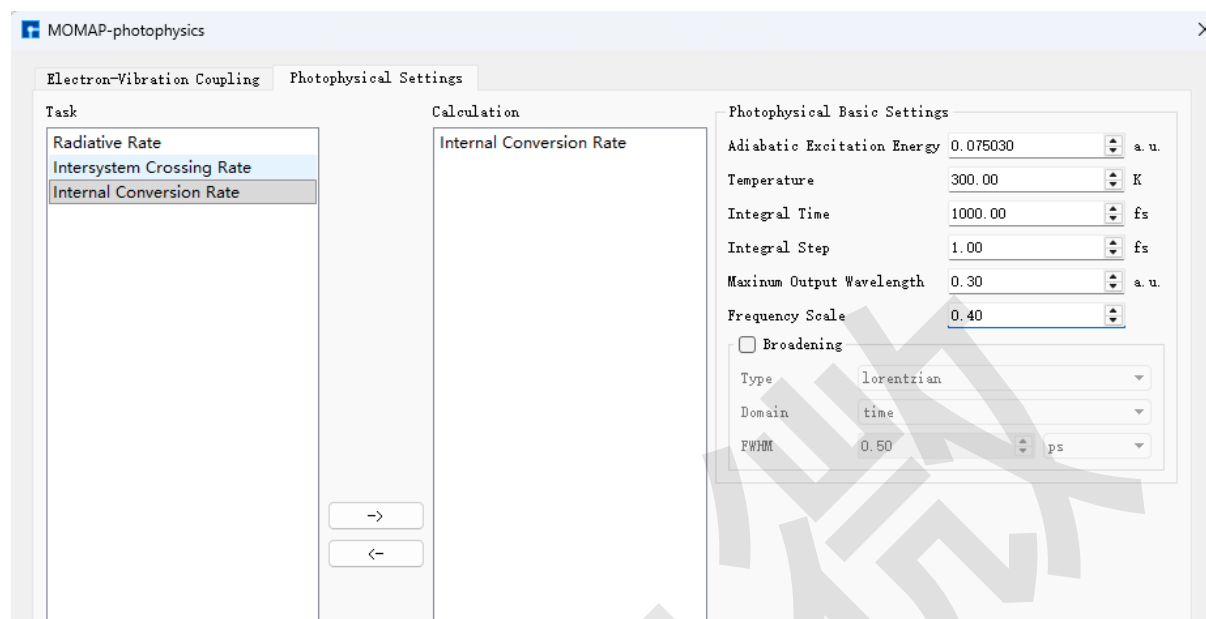 MOMAP-photophysics
Electron-Vibration Coupling Photophysical Settings
Task
Radiative Rate
Intersystem Crossing Rate
Internal Conversion Rate
->
<-
Calculation
Internal Conversion Rate
Photophysical Basic Settings
Adiabatic Excitation Energy 0.075030 a.u.
Temperature 300.00 K
Integral Time 1000.00 fs
Integral Step 1.00 fs
Maxinum Output Wavelength 0.30 a.u.
Frequency Scale 0.40
Broadening
Type lorentzian
Domain time
FWHM 0.50 ps